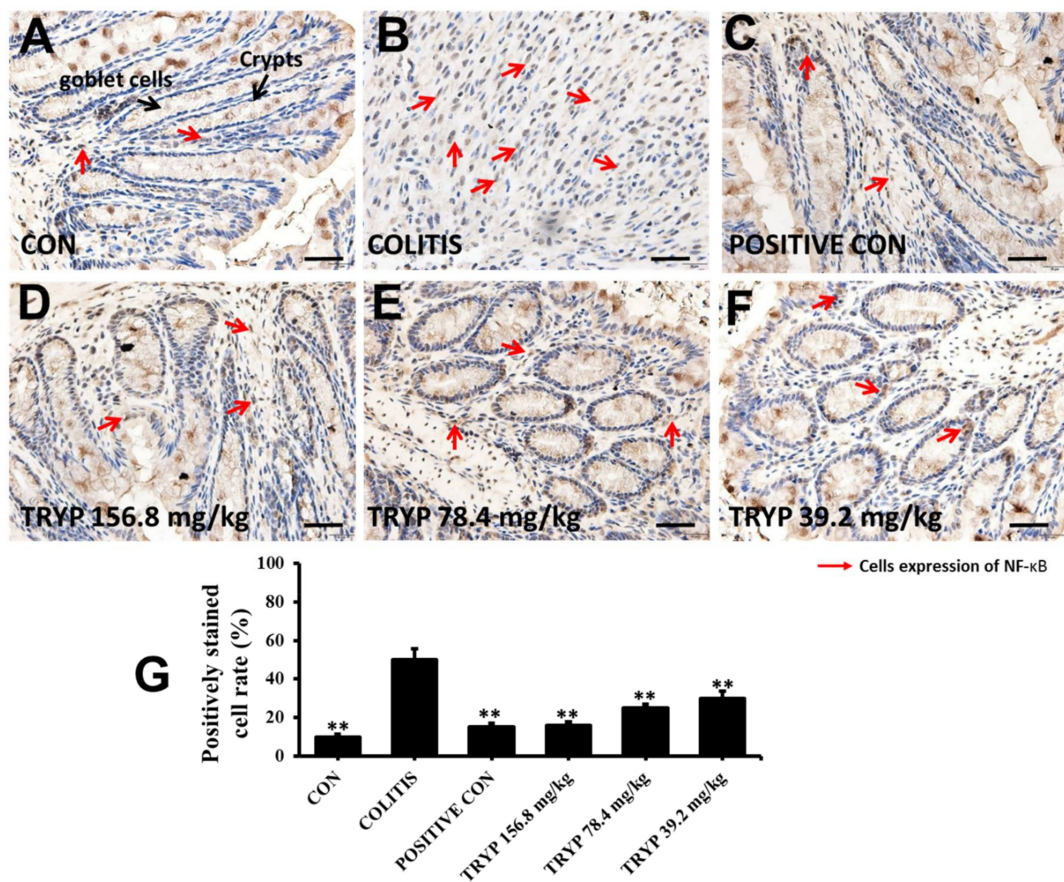 A
goblet cells
Crypts
CON
B
COLITIS
C
POSITIVE CON
D
TRYP 156.8 mg/kg
E
TRYP 78.4 mg/kg
F
TRYP 39.2 mg/kg
Cells expression of NF-κB
G
Positively stained
cell rate (%)
100
80
60
40
20
0
**
**
**
**
**
CON
COLITIS
POSITIVE CON
TRYP 156.8 mg/kg
TRYP 78.4 mg/kg
TRYP 39.2 mg/kg